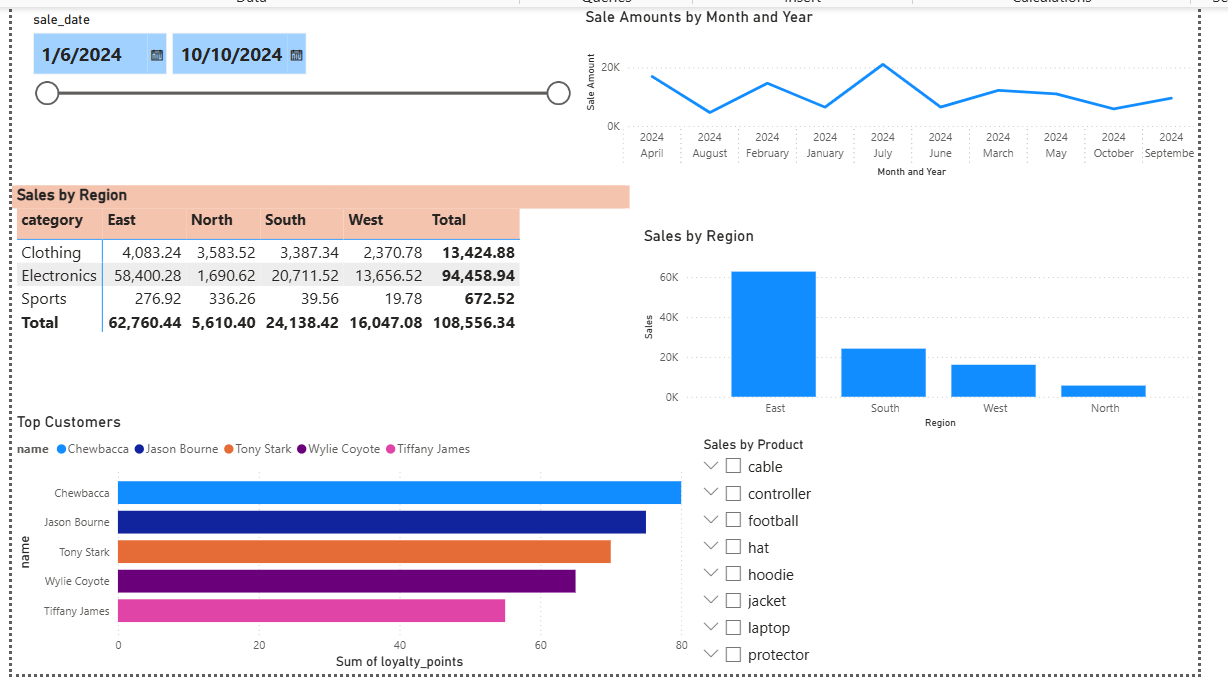 sale_date
1/6/2024 10/10/2024
Sale Amounts by Month and Year
Sale Amount
20K
0K
2024 2024 2024 2024 2024 2024 2024 2024 2024 2024
April August February January July June March May October Septembe
Month and Year
Sales by Region
category East North South West Total
Clothing 4,083.24 3,583.52 3,387.34 2,370.78 13,424.88
Electronics 58,400.28 1,690.62 20,711.52 13,656.52 94,458.94
Sports 276.92 336.26 39.56 19.78 672.52
Total 62,760.44 5,610.40 24,138.42 16,047.08 108,556.34
Sales by Region
Sales
60K
40K
20K
0K
East South West North
Region
Top Customers
name Chewbacca Jason Bourne Tony Stark Wylie Coyote Tiffany James
name
Chewbacca
Jason Bourne
Tony Stark
Wylie Coyote
Tiffany James
0 20 40 60 80
Sum of loyalty_points
Sales by Product
cable
controller
football
hat
hoodie
jacket
laptop
protector